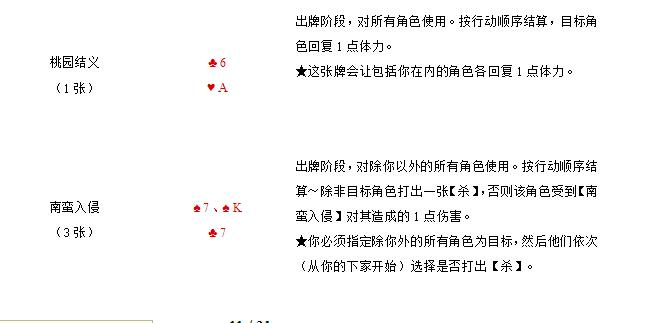 出牌阶段，对所有角色使用。按行动顺序结算，目标角
色回复 1 点体力。
★这张牌会让包括你在内的角色各回复 1 点体力。
桃园结义
（1 张）
♣ 6
♥ A
出牌阶段，对除你以外的所有角色使用。按行动顺序结
算～除非目标角色打出一张【杀】，否则该角色受到【南
蛮入侵】对其造成的 1 点伤害。
★你必须指定除你外的所有角色为目标，然后他们依次
（从你的下家开始）选择是否打出【杀】。
南蛮入侵
（3 张）
♠ 7 、♠ K
♣ 7